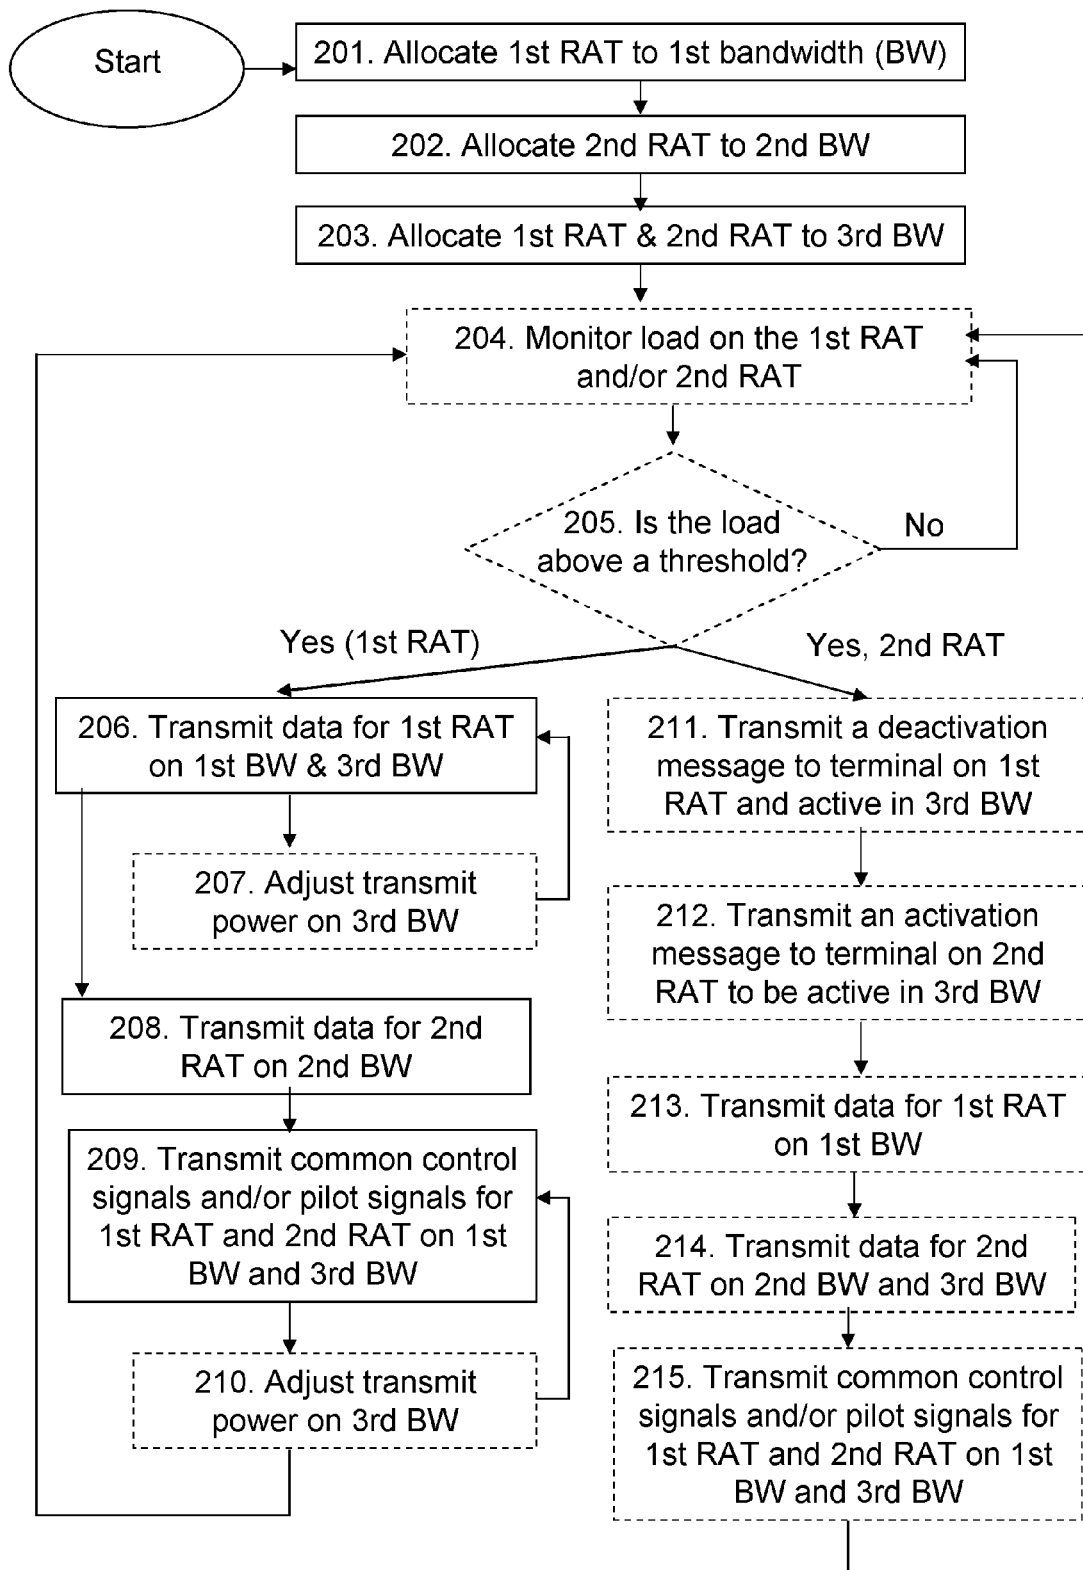 Start
201. Allocate 1st RAT to 1st bandwidth (BW)
202. Allocate 2nd RAT to 2nd BW
203. Allocate 1st RAT & 2nd RAT to 3rd BW
204. Monitor load on the 1st RAT
and/or 2nd RAT
205. Is the load
above a threshold?
No
Yes (1st RAT)
Yes, 2nd RAT
206. Transmit data for 1st RAT
on 1st BW & 3rd BW
207. Adjust transmit
power on 3rd BW
208. Transmit data for 2nd
RAT on 2nd BW
209. Transmit common control
signals and/or pilot signals for
1st RAT and 2nd RAT on 1st
BW and 3rd BW
210. Adjust transmit
power on 3rd BW
211. Transmit a deactivation
message to terminal on 1st
RAT and active in 3rd BW
212. Transmit an activation
message to terminal on 2nd
RAT to be active in 3rd BW
213. Transmit data for 1st RAT
on 1st BW
214. Transmit data for 2nd
RAT on 2nd BW and 3rd BW
215. Transmit common control
signals and/or pilot signals for
1st RAT and 2nd RAT on 1st
BW and 3rd BW